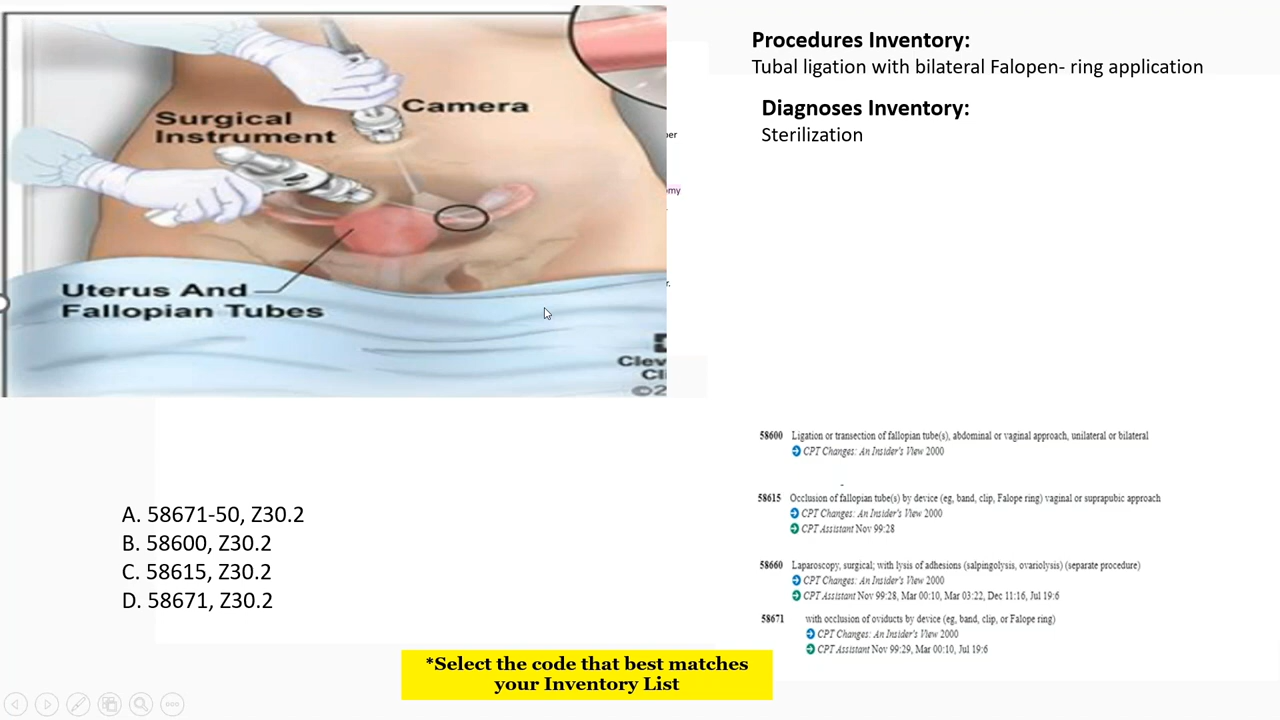 Procedures Inventory:
Tubal ligation with bilateral Falopen- ring application
Diagnoses Inventory:
Sterilization
Camera
Surgical
Instrument
Uterus And
Fallopian Tubes
Clev
Cli
©2
er
my
r.
58600 Ligation or transection of fallopian tube(s), abdominal or vaginal approach, unilateral or bilateral
CPT Changes: An Insider's View 2000
58615 Occlusion of fallopian tube(s) by device (eg, band, clip, Falope ring) vaginal or suprapubic approach
CPT Changes: An Insider's View 2000
CPT Assistant Nov 99:28
58660 Laparoscopy, surgical; with lysis of adhesions (salpingolysis, ovariolysis) (separate procedure)
CPT Changes: An Insider's View 2000
CPT Assistant Nov 99:28, Mar 00:10, Mar 03:22, Dec 11:16, Jul 19:6
58671 with occlusion of oviducts by device (eg, band, clip, or Falope ring)
CPT Changes: An Insider's View 2000
CPT Assistant Nov 99:29, Mar 00:10, Jul 19:6
A. 58671-50, Z30.2
B. 58600, Z30.2
C. 58615, Z30.2
D. 58671, Z30.2
*Select the code that best matches
your Inventory List